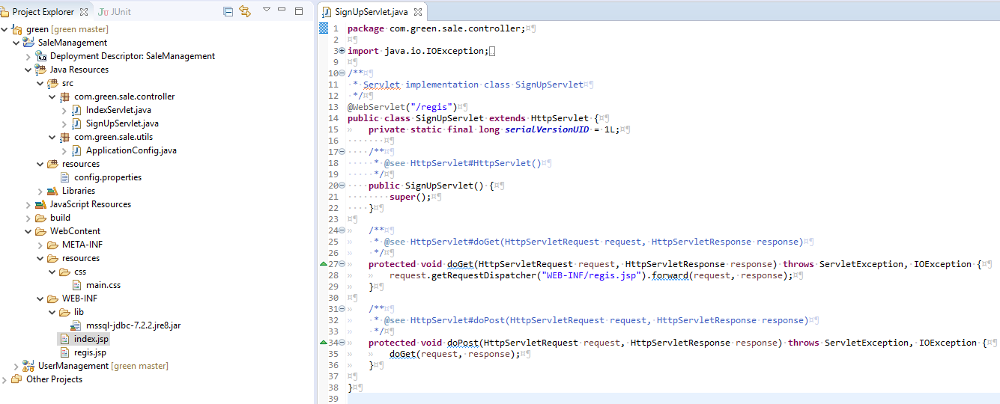 Project Explorer
JUnit
green [green master]
SaleManagement
Deployment Descriptor: SaleManagement
Java Resources
src
com.green.sale.controller
IndexServlet.java
SignUpServlet.java
com.green.sale.utils
ApplicationConfig.java
resources
config.properties
Libraries
JavaScript Resources
build
WebContent
META-INF
resources
css
main.css
WEB-INF
lib
mssql-jdbc-7.2.2.jre8.jar
index.jsp
regis.jsp
UserManagement [green master]
Other Projects
SignUpServlet.java
1 package com.green.sale.controller;¤¶
2 ¤¶
3 import java.io.IOException;
9 ¤¶
10 /**¤¶
11 * Servlet implementation class SignUpServlet¤¶
12 */¤¶
13 @WebServlet("/regis")¤¶
14 public class SignUpServlet extends HttpServlet {¤¶
15 » private static final long serialVersionUID = 1L;¤¶
16 ·······¤¶
17 ····/**¤¶
18 ·····* @see HttpServlet#HttpServlet()¤¶
19 ·····*/¤¶
20 ····public SignUpServlet() {¤¶
21 ········super();¤¶
22 ····}¤¶
23 ¤¶
24 » /**¤¶
25 » * @see HttpServlet#doGet(HttpServletRequest request, HttpServletResponse response)¤¶
26 » */¤¶
27 » protected void doGet(HttpServletRequest request, HttpServletResponse response) throws ServletException, IOException {¤¶
28 » » request.getRequestDispatcher("WEB-INF/regis.jsp").forward(request, response);¤¶
29 » }¤¶
30 ¤¶
31 » /**¤¶
32 » * @see HttpServlet#doPost(HttpServletRequest request, HttpServletResponse response)¤¶
33 » */¤¶
34 » protected void doPost(HttpServletRequest request, HttpServletResponse response) throws ServletException, IOException {¤¶
35 » » doGet(request, response);¤¶
36 » }¤¶
37 ¤¶
38 }¤¶
39